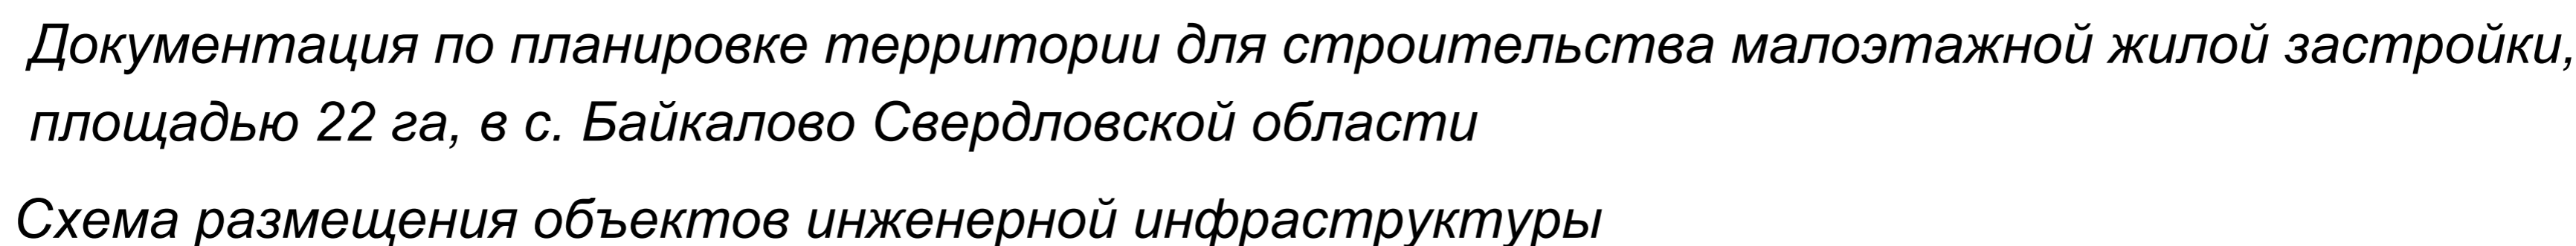 Документация по планировке территории для строительства малоэтажной жилой застройки,
площадью 22 га, в с. Байкалово Свердловской области
Схема размещения объектов инженерной инфраструктуры